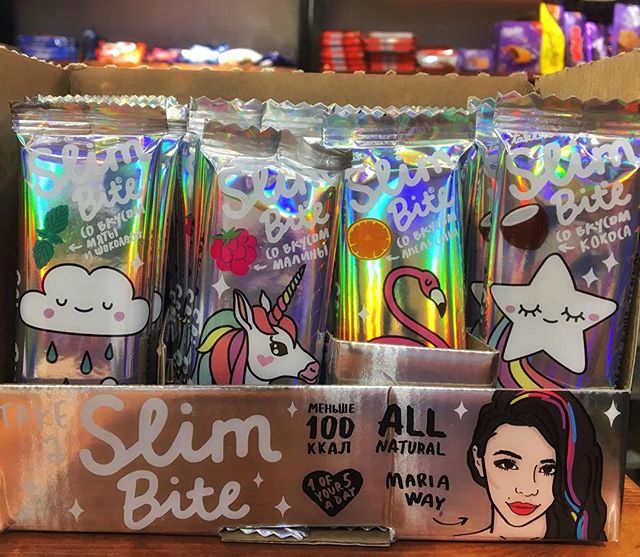 Slim
Bite
СО ВКУСОМ
МЯТЫ
И ШОКОЛАДА
Slim
Bite
СО ВКУСОМ
МАЛИНЫ
Slim
Bite
СО ВКУСОМ
АПЕЛЬСИНА
Slim
Bite
СО ВКУСОМ
КОКОСА
TAKE
Slim
Bite
МЕНЬШЕ
100
ККАЛ
1 OF
YOUR 5
A DAY
ALL
NATURAL
MARIA
WAY